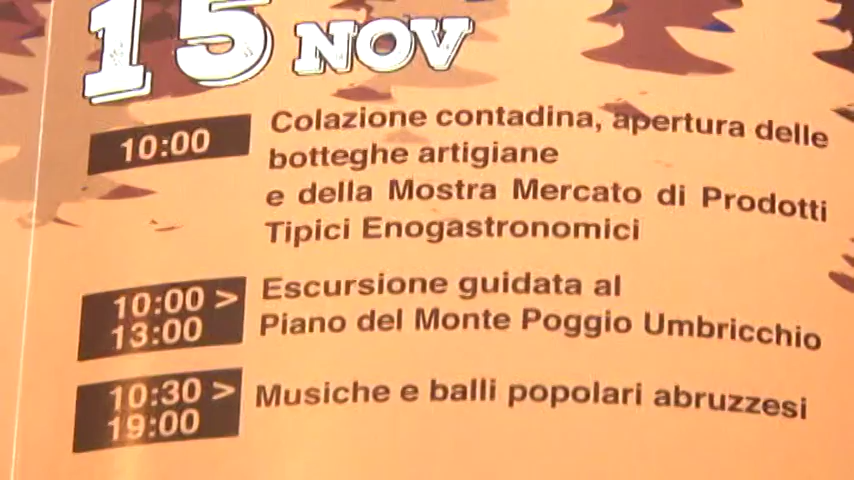 15 NOV
10:00
Colazione contadina, apertura delle
botteghe artigiane
e della Mostra Mercato di Prodotti
Tipici Enogastronomici
10:00 >
13:00
Escursione guidata al
Piano del Monte Poggio Umbricchio
10:30 >
19:00
Musiche e balli popolari abruzzesi